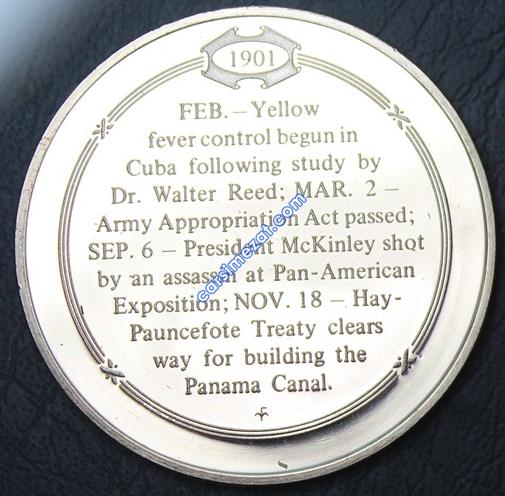 1901
FEB. – Yellow
fever control begun in
Cuba following study by
Dr. Walter Reed; MAR. 2 –
Army Appropriation Act passed;
SEP. 6 – President McKinley shot
by an assassin at Pan-American
Exposition; NOV. 18 – Hay-
Pauncefote Treaty clears
way for building the
Panama Canal.
carsimezat.com